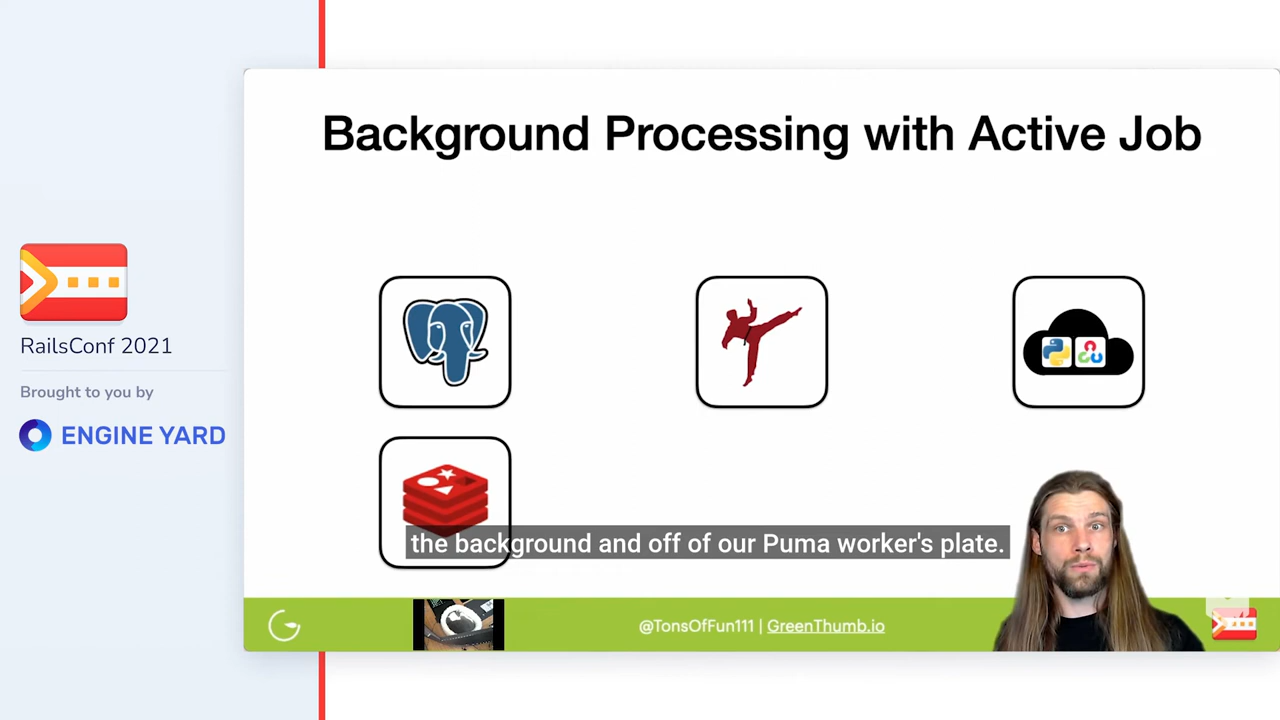 Background Processing with Active Job
RailsConf 2021
Brought to you by
ENGINE YARD
the background and off of our Puma worker's plate.
@TonsOfFun111 | GreenThumb.io